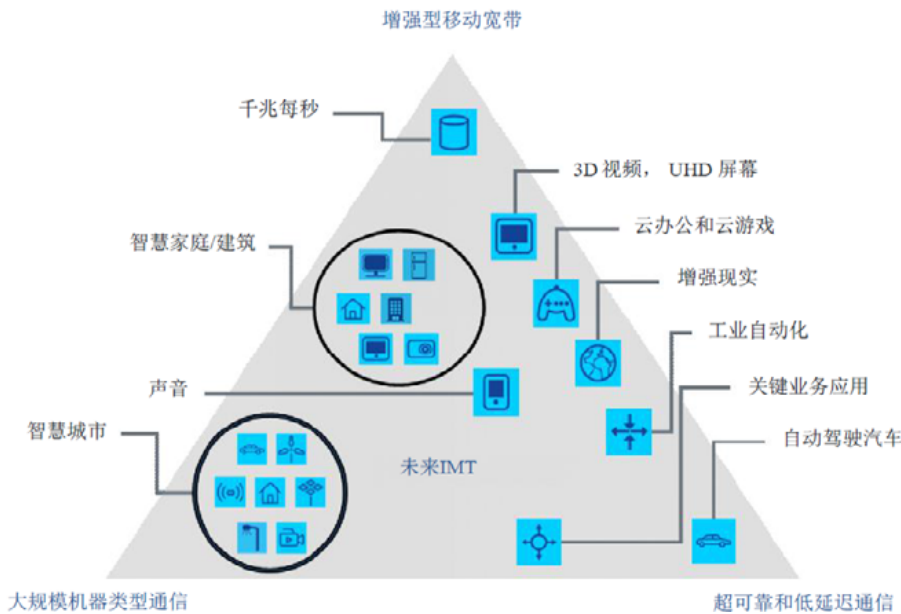 增强型移动宽带
千兆每秒
3D 视频， UHD 屏幕
云办公和云游戏
智慧家庭/建筑
增强现实
工业自动化
声音
关键业务应用
智慧城市
自动驾驶汽车
未来IMT
大规模机器类型通信
超可靠和低延迟通信